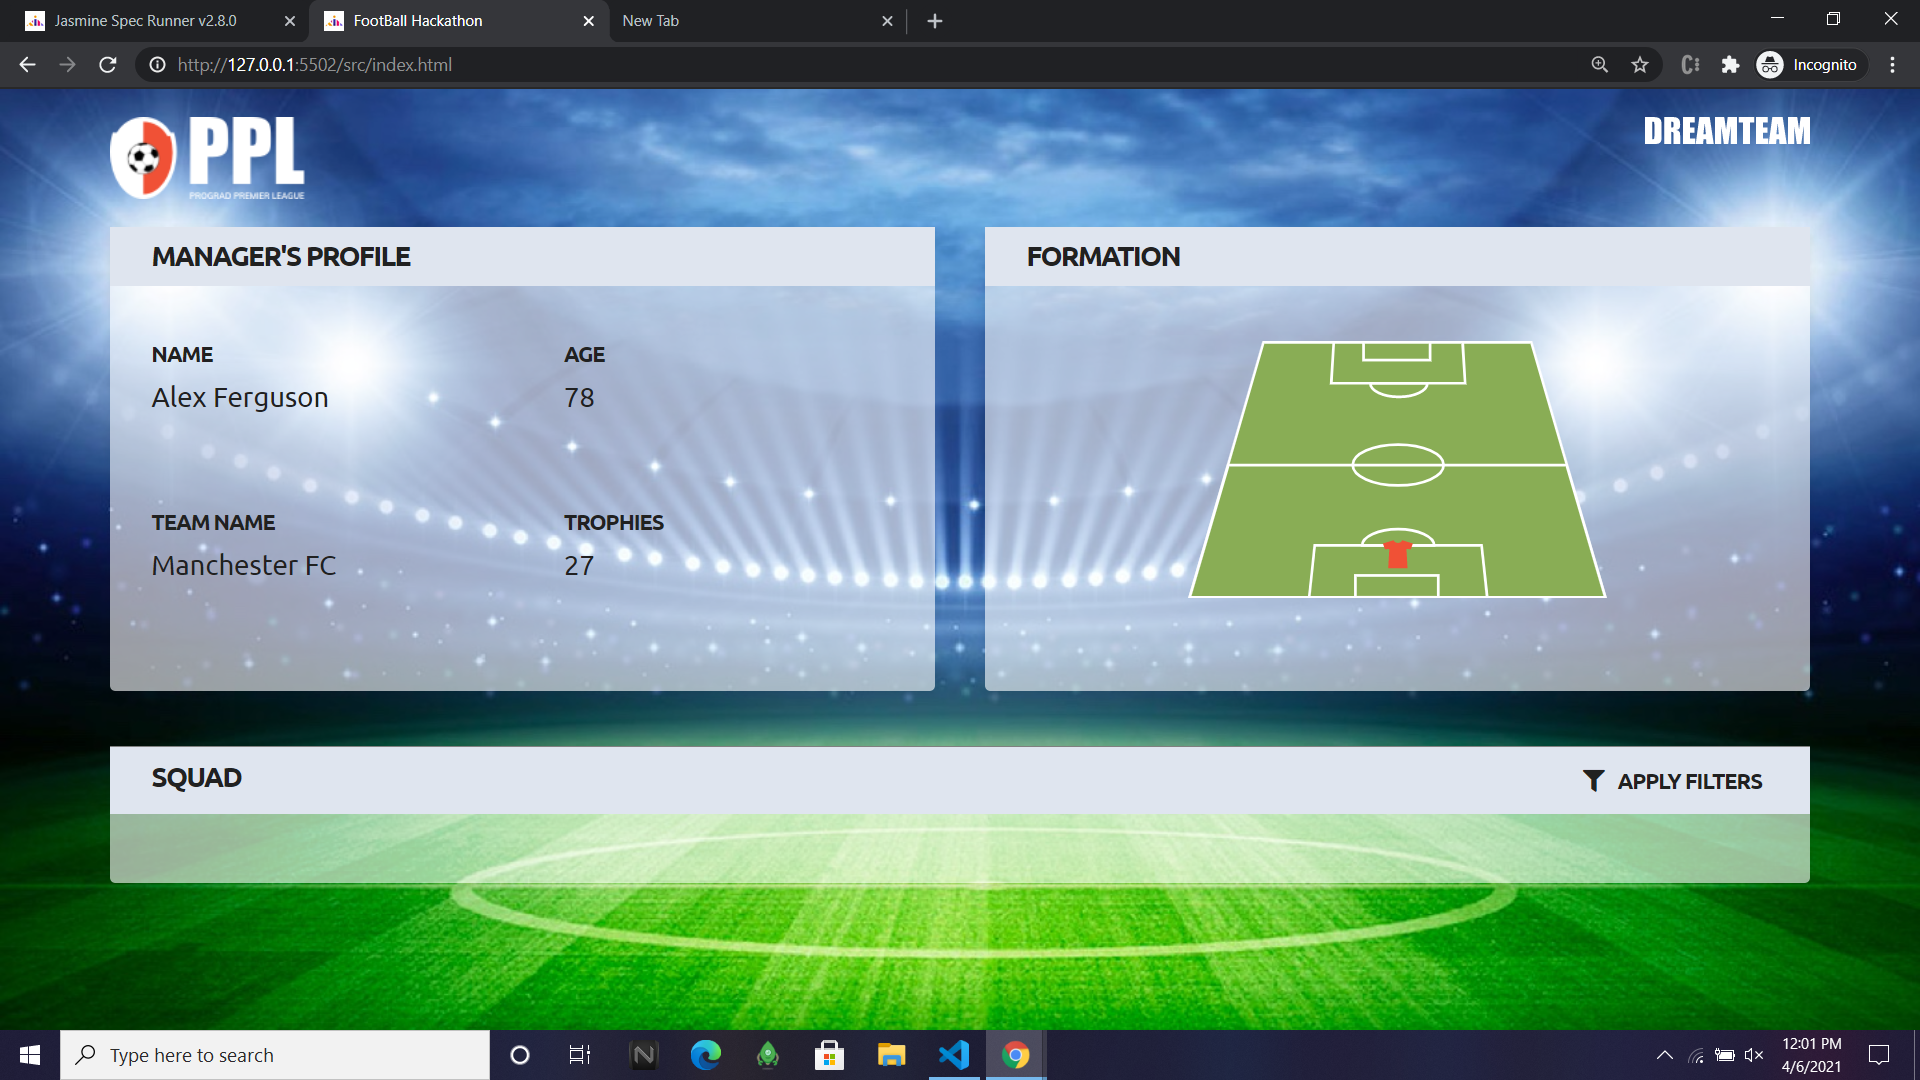 Jasmine Spec Runner v2.8.0
FootBall Hackathon
New Tab
http://127.0.0.1:5502/src/index.html
Incognito
PPL
PROGRAD PREMIER LEAGUE
DREAMTEAM
MANAGER'S PROFILE
NAME
Alex Ferguson
AGE
78
TEAM NAME
Manchester FC
TROPHIES
27
FORMATION
SQUAD
APPLY FILTERS
Type here to search
12:01 PM
4/6/2021